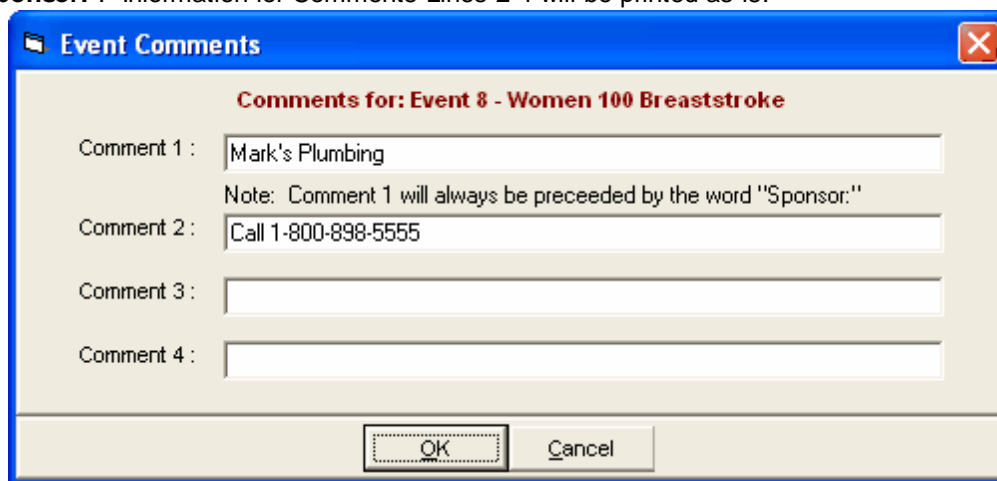 Event Comments
Comments for: Event 8 - Women 100 Breaststroke
Comment 1 : Mark's Plumbing
Note: Comment 1 will always be preceeded by the word "Sponsor:"
Comment 2 : Call 1-800-898-5555
Comment 3 :
Comment 4 :
OK Cancel